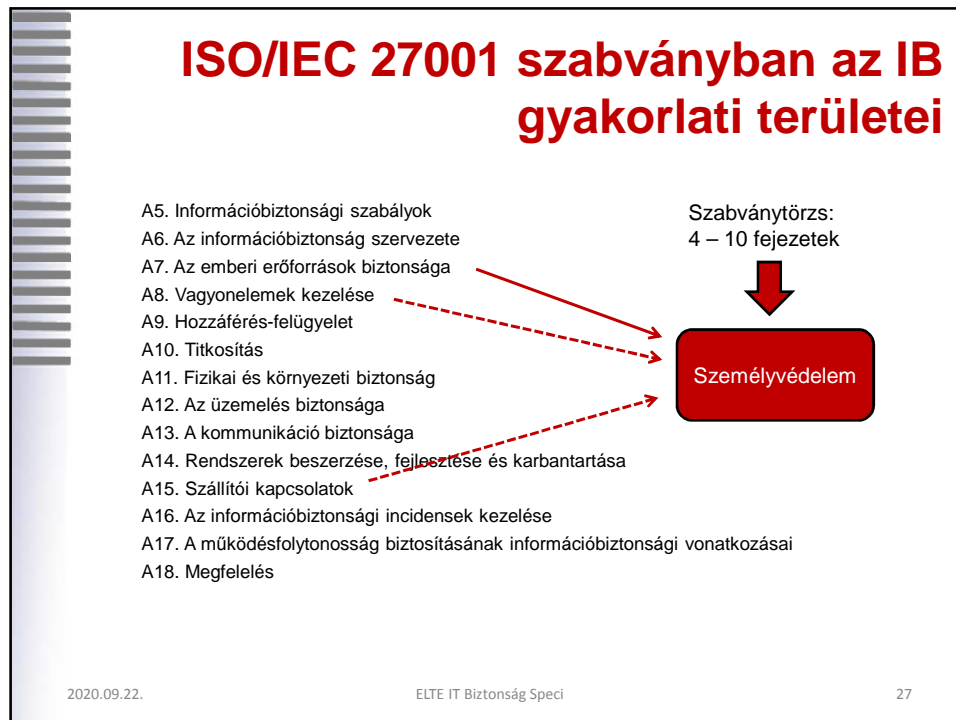 ISO/IEC 27001 szabványban az IB
gyakorlati területei
A5. Információbiztonsági szabályok
A6. Az információbiztonság szervezete
A7. Az emberi erőforrások biztonsága
A8. Vagyonelemek kezelése
A9. Hozzáférés-felügyelet
A10. Titkosítás
A11. Fizikai és környezeti biztonság
A12. Az üzemelés biztonsága
A13. A kommunikáció biztonsága
A14. Rendszerek beszerzése, fejlesztése és karbantartása
A15. Szállítói kapcsolatok
A16. Az információbiztonsági incidensek kezelése
A17. A működésfolytonosság biztosításának információbiztonsági vonatkozásai
A18. Megfelelés
Szabványtörzs:
4 – 10 fejezetek
Személyvédelem
2020.09.22.
ELTE IT Biztonság Speci
27